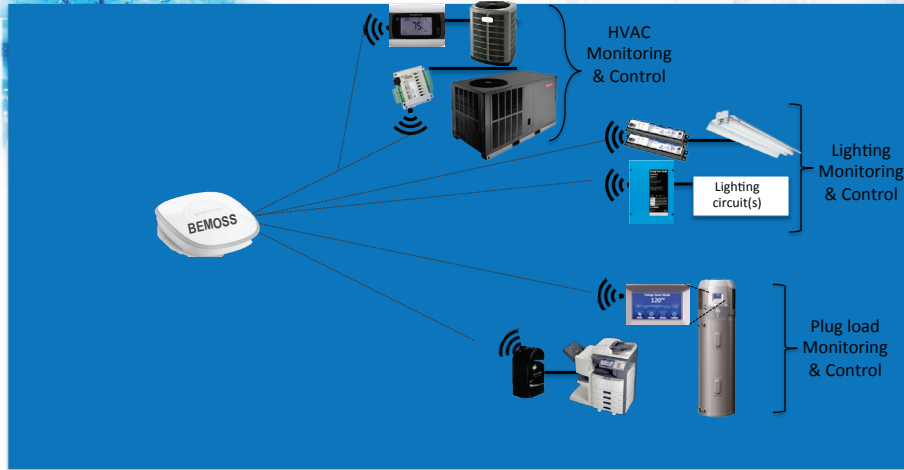 75
HVAC
Monitoring
& Control
Lighting
Monitoring
& Control
Lighting
circuit(s)
BEMOSS
120
Plug load
Monitoring
& Control